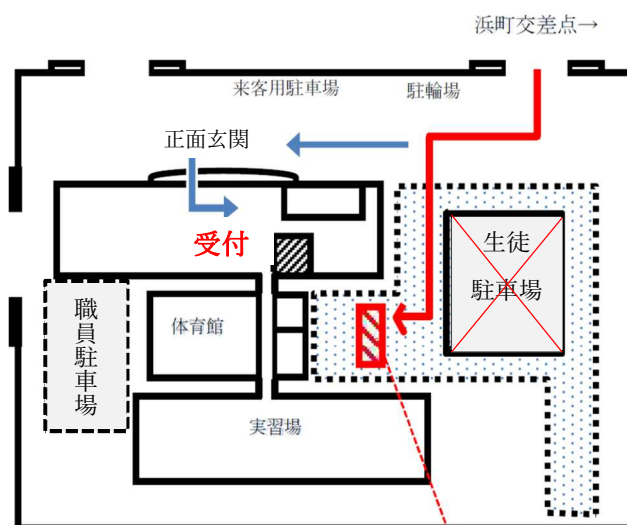 浜町交差点→
来客用駐車場
駐輪場
正面玄関
受付
生徒
駐車場
職員駐車場
体育館
実習場